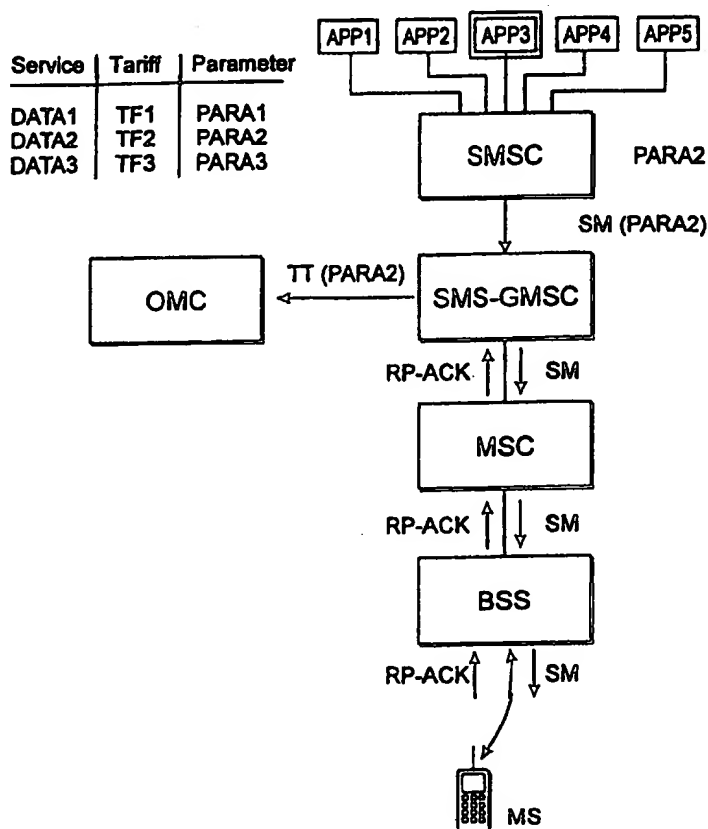 APP1 APP2 APP3 APP4 APP5
Service Tariff Parameter
DATA1 TF1 PARA1
DATA2 TF2 PARA2
DATA3 TF3 PARA3
SMSC PARA2
SM (PARA2)
TT (PARA2)
OMC SMS-GMSC
RP-ACK SM
MSC
RP-ACK SM
BSS
RP-ACK SM
MS